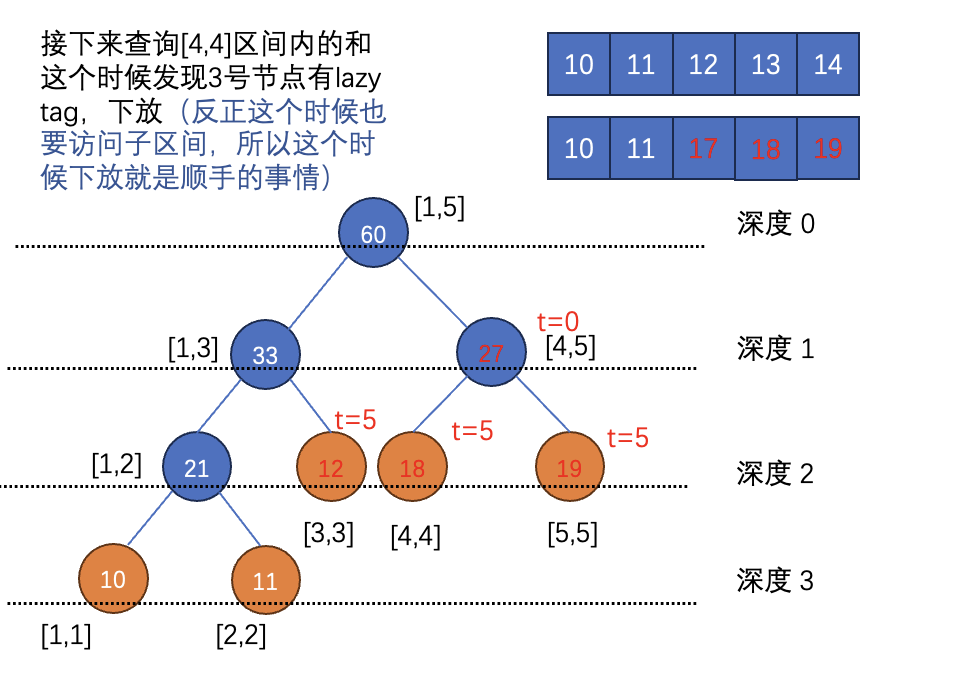 接下来查询[4,4]区间内的和
这个时候发现3号节点有lazy
tag，下放（反正这个时候也
要访问子区间，所以这个时
候下放就是顺手的事情）
10 11 12 13 14
10 11 17 18 19
[1,5]
深度 0
60
t=0
[1,3]
33
27
[4,5]
深度 1
t=5
t=5
t=5
[1,2]
21
12
18
19
深度 2
[3,3]
[4,4]
[5,5]
10
11
深度 3
[1,1]
[2,2]